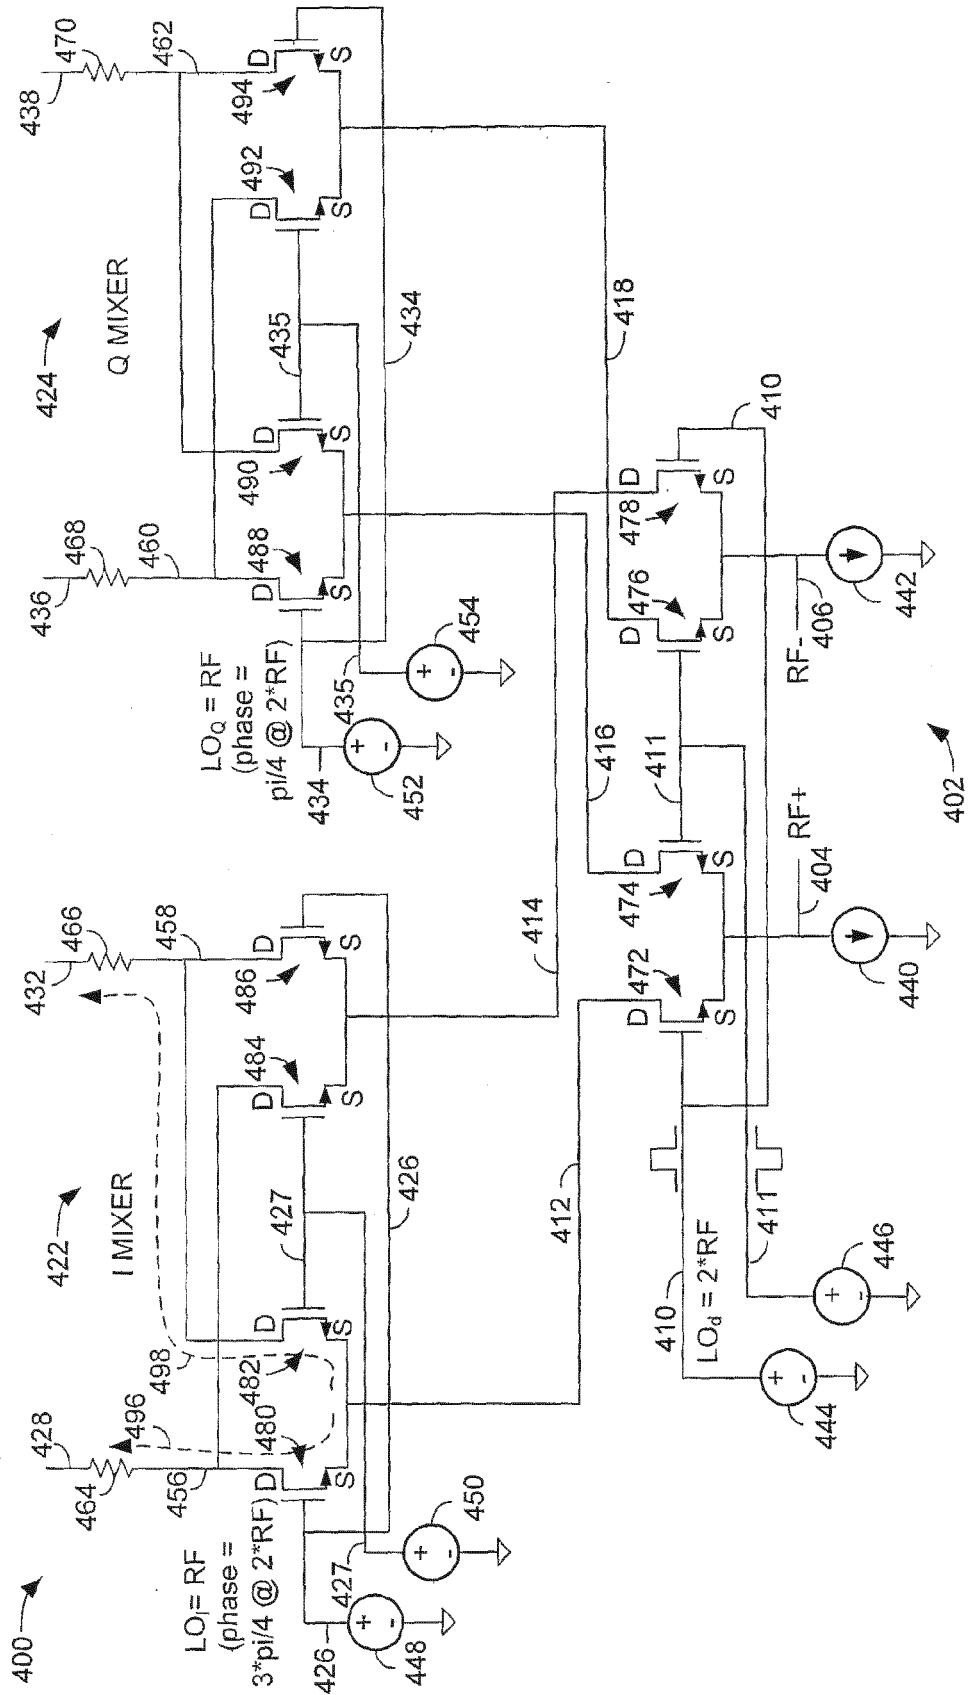 400
422
I MIXER
424
Q MIXER
428
464
496
498
456
432
466
458
436
468
460
438
470
462
LO_I = RF
(phase =
3*pi/4 @ 2*RF)
D
480
S
D
482
S
427
D
484
S
D
486
S
LO_Q = RF
(phase =
pi/4 @ 2*RF)
D
488
S
D
490
S
435
D
492
S
D
494
S
426
448
+
-
427
450
+
-
426
434
452
+
-
435
454
+
-
434
412
414
416
418
D
472
S
D
474
S
411
D
476
S
D
478
S
410
410
LO_d = 2*RF
411
444
+
-
446
+
-
RF+
404
440
RF-
406
442
402